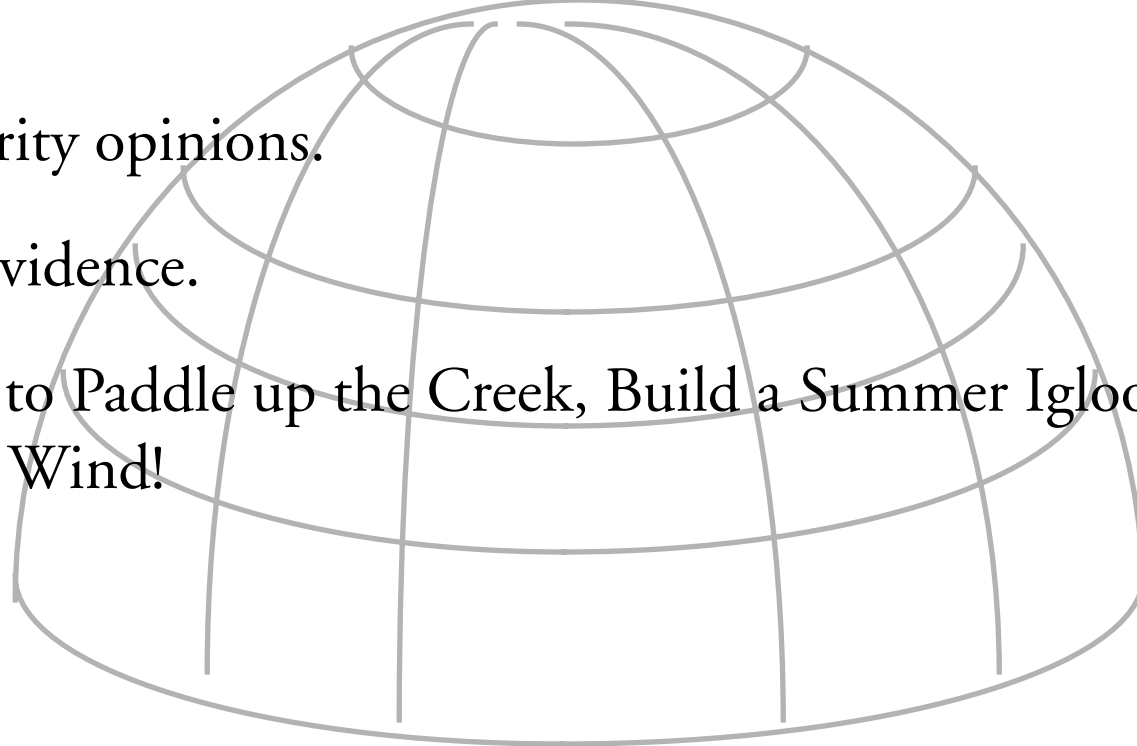 rity opinions.
vidence.
to Paddle up the Creek, Build a Summer Igloo
Wind!